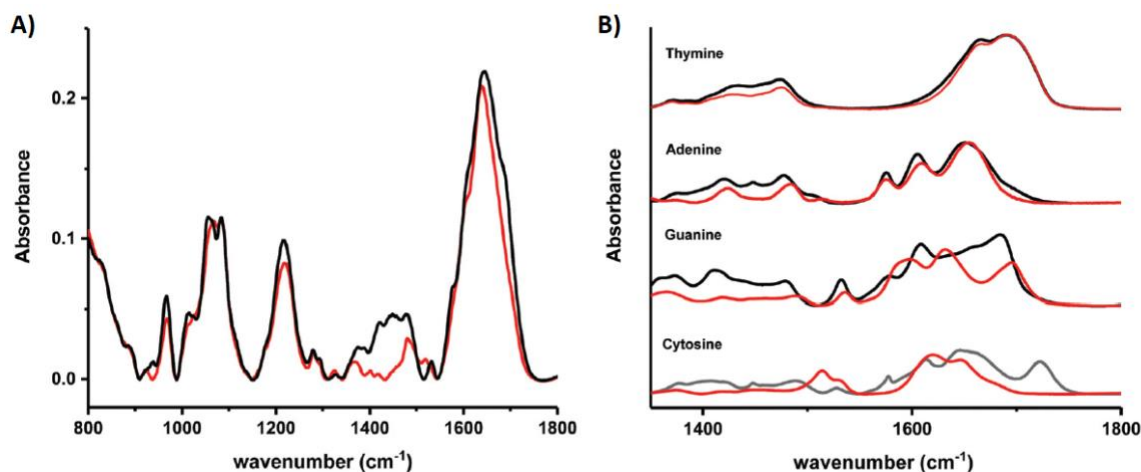 A)
0.2
0.1
0.0
Absorbance
800 1000 1200 1400 1600 1800
wavenumber (cm⁻¹)
B)
Thymine
Adenine
Guanine
Cytosine
Absorbance
1400 1600 1800
wavenumber (cm⁻¹)